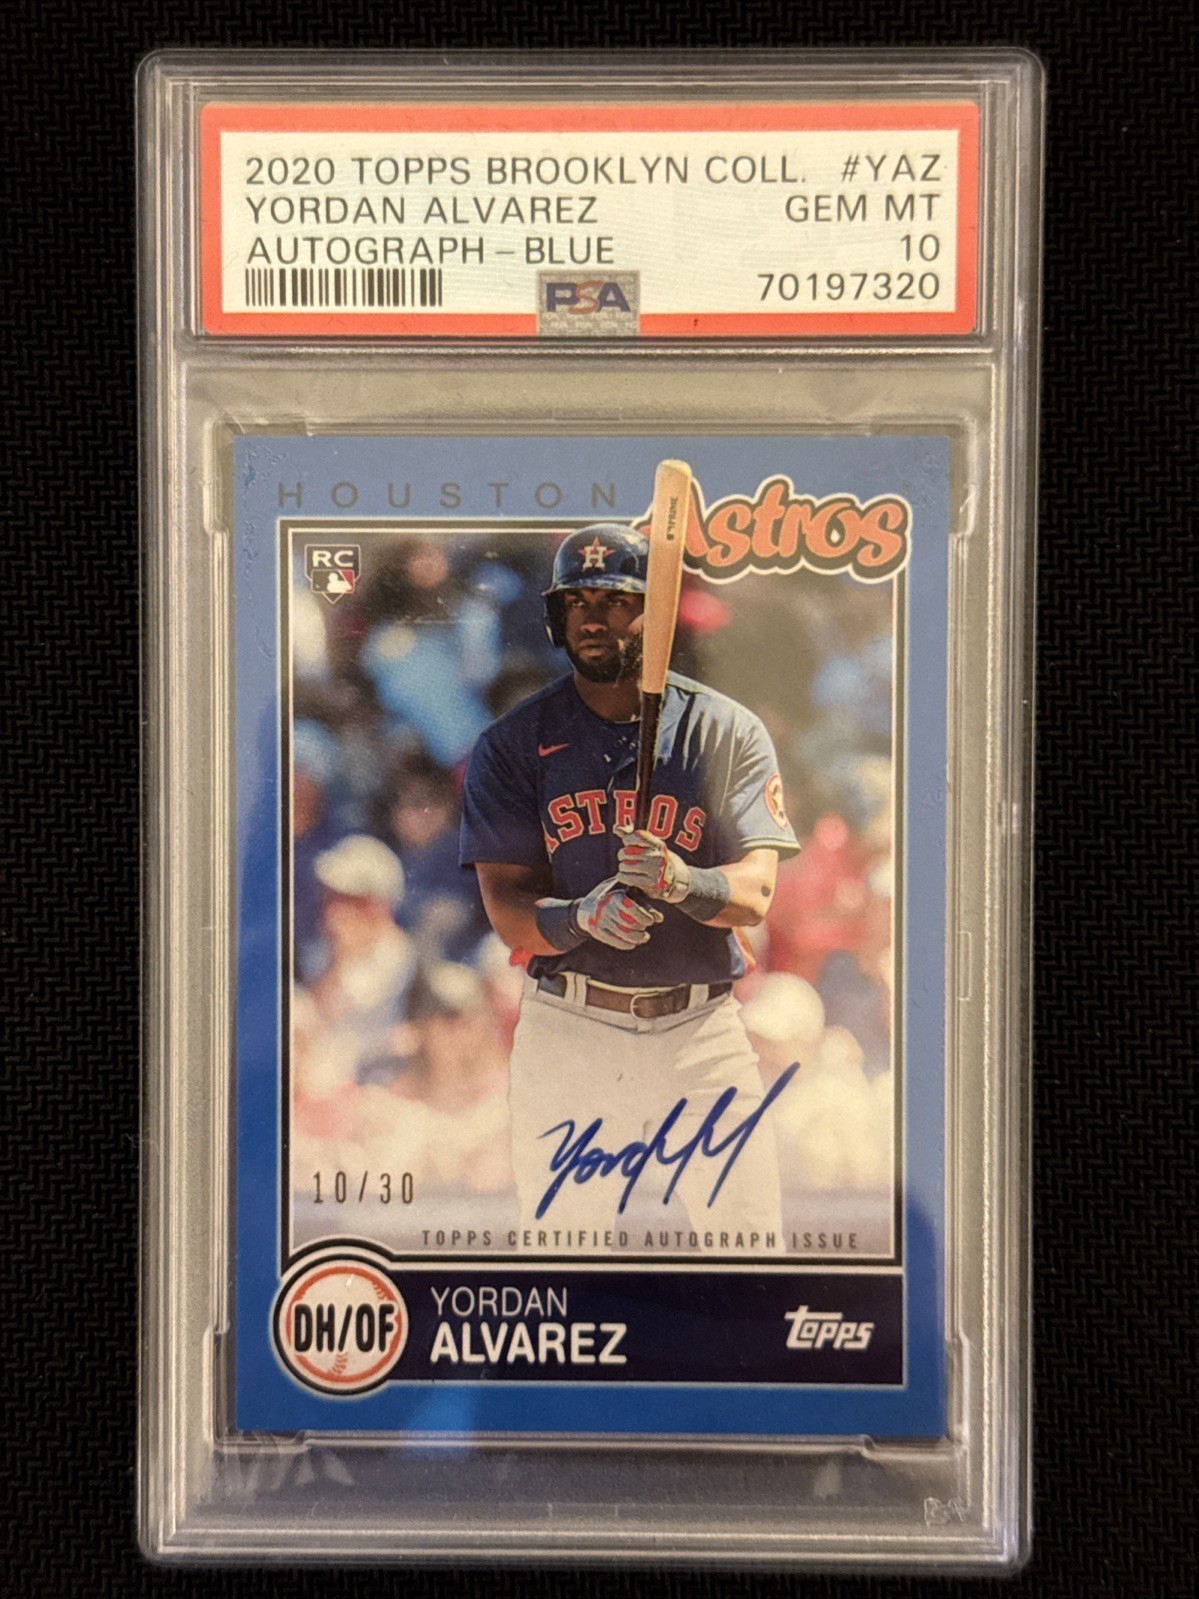 2020 TOPPS BROOKLYN COLL. #YAZ
YORDAN ALVAREZ GEM MT
AUTOGRAPH - BLUE 10
PSA 70197320
HOUSTON Astros
RC
H
ASTROS
Yordan
10/30
TOPPS CERTIFIED AUTOGRAPH ISSUE
DH/OF
YORDAN
ALVAREZ
topps